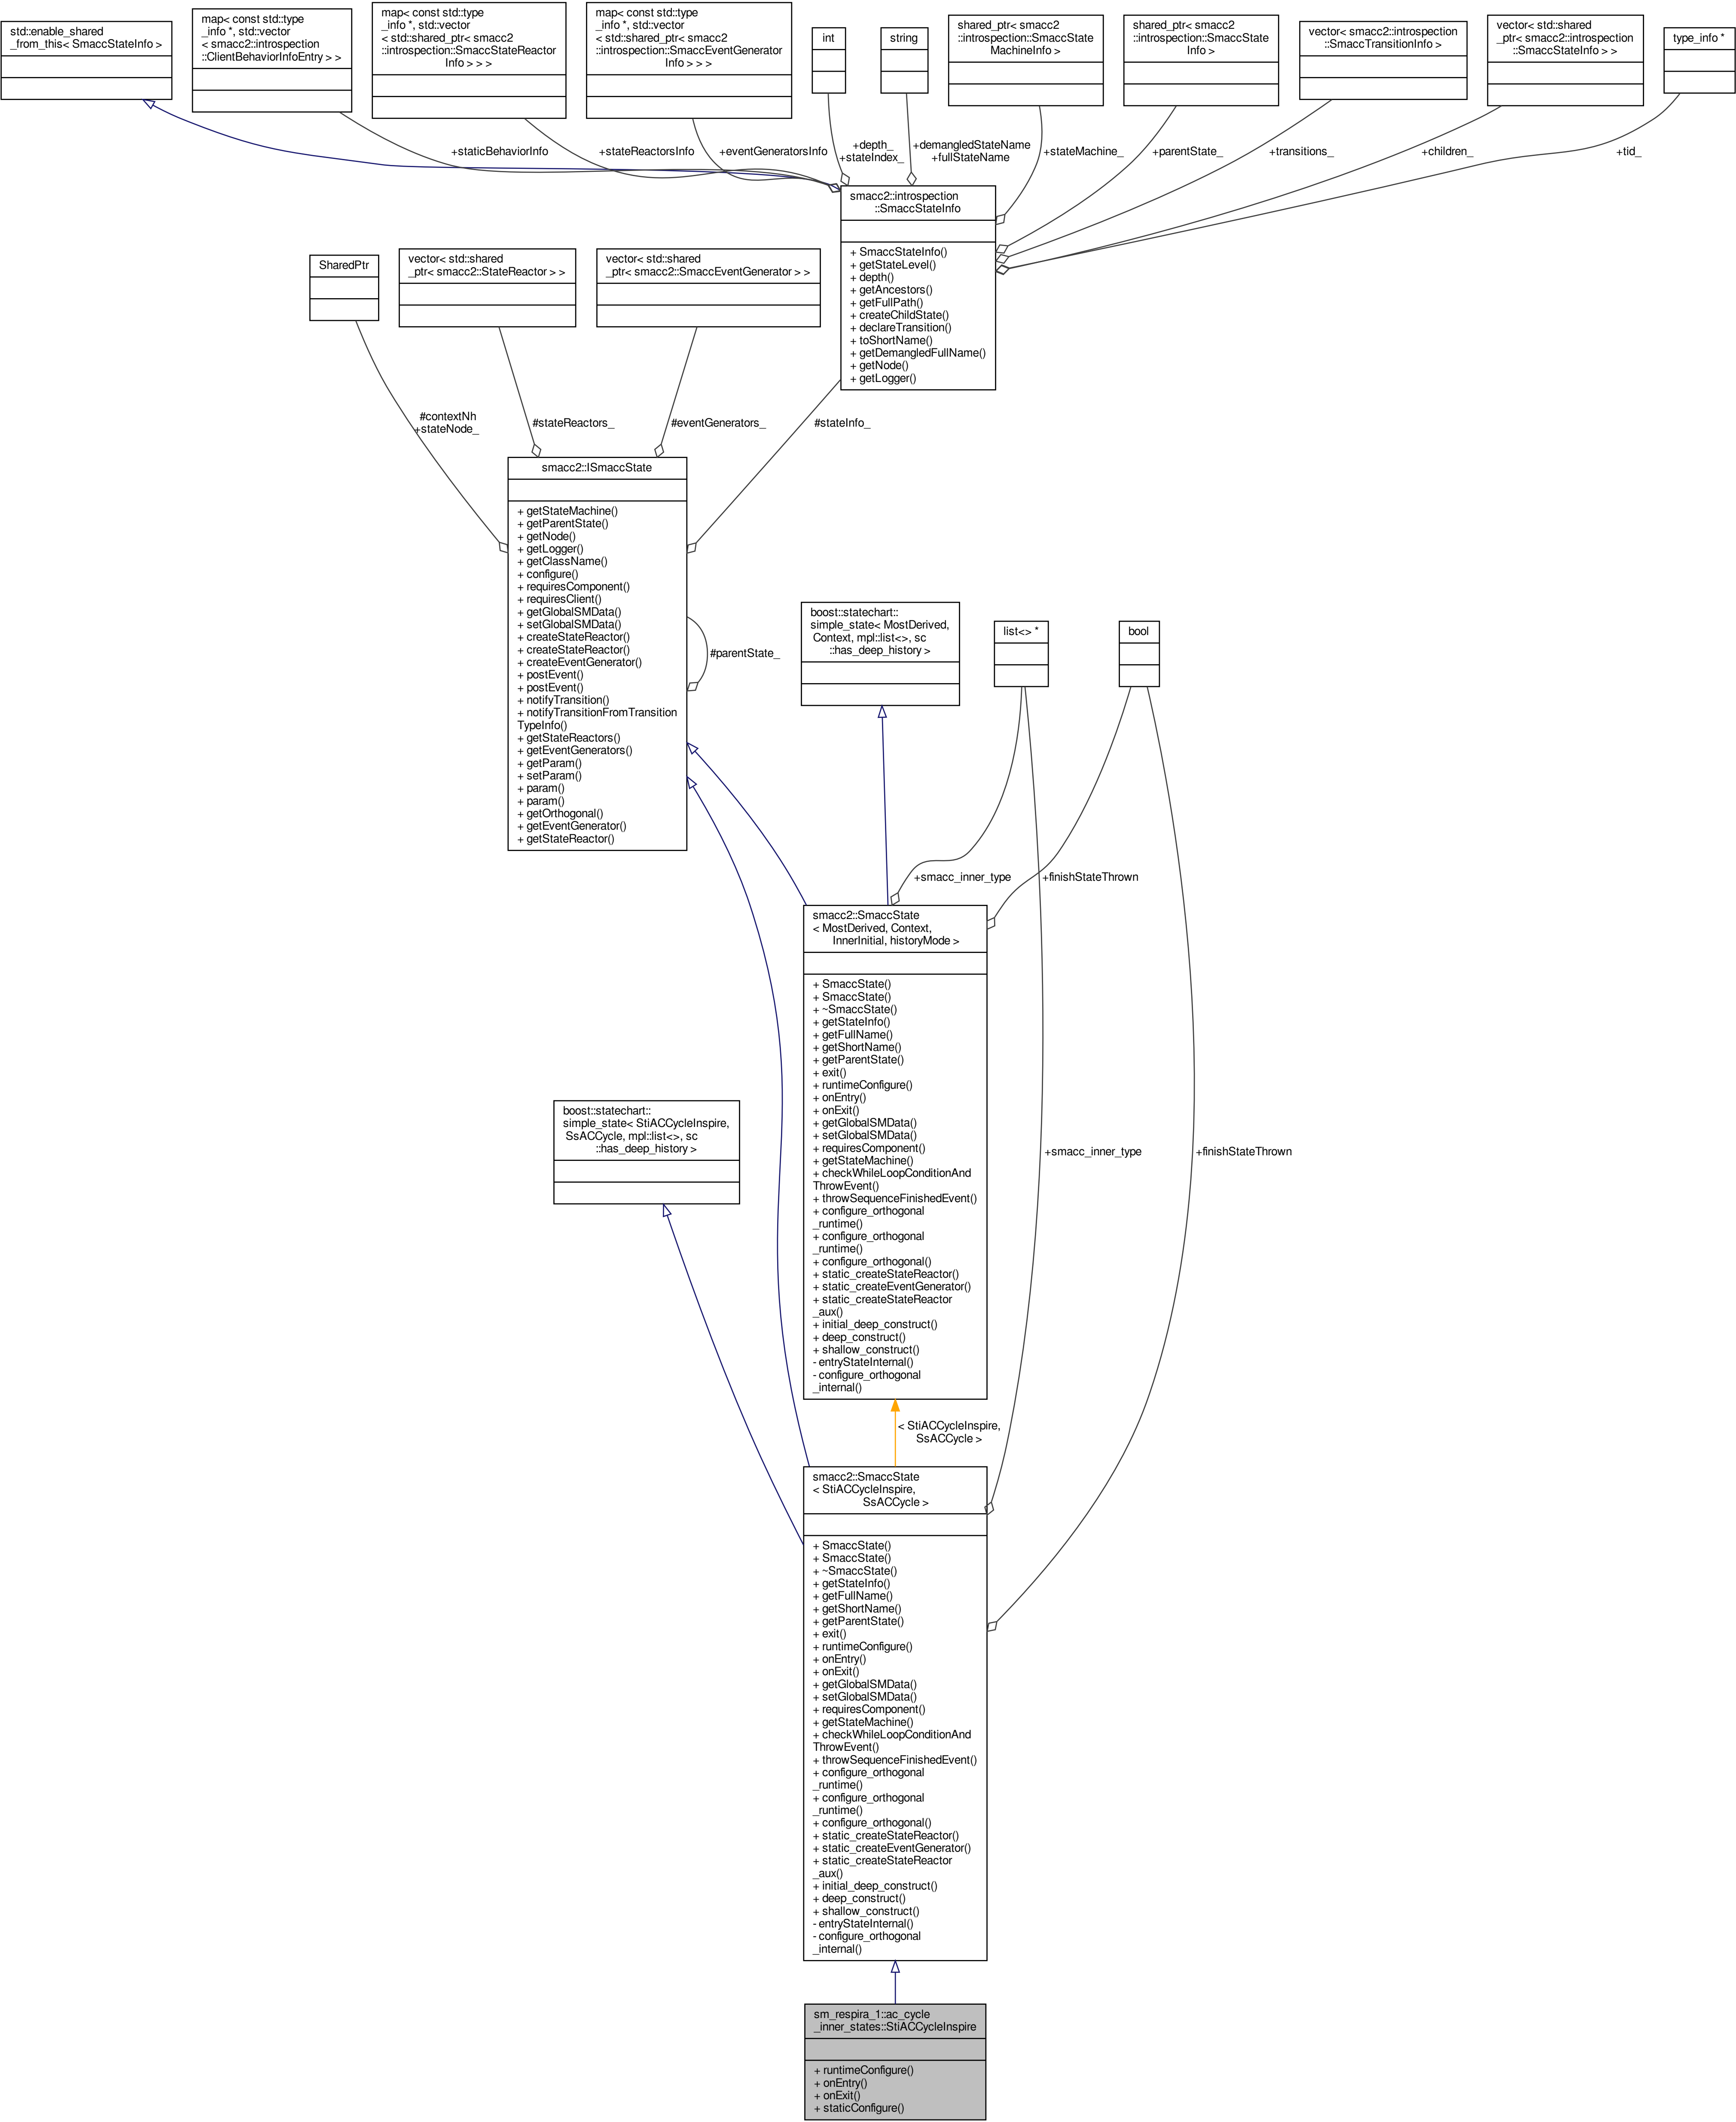 std::enable_shared
_from_this< SmaccStateInfo >
map< const std::type
_info *, std::vector
< smacc2::introspection
::ClientBehaviorInfoEntry > >
map< const std::type
_info *, std::vector
< std::shared_ptr< smacc2
::introspection::SmaccStateReactor
Info > > >
map< const std::type
_info *, std::vector
< std::shared_ptr< smacc2
::introspection::SmaccEventGenerator
Info > > >
int
string
shared_ptr< smacc2
::introspection::SmaccState
MachineInfo >
shared_ptr< smacc2
::introspection::SmaccState
Info >
vector< smacc2::introspection
::SmaccTransitionInfo >
vector< std::shared
_ptr< smacc2::introspection
::SmaccStateInfo > >
type_info *
+staticBehaviorInfo
+stateReactorsInfo
+eventGeneratorsInfo
+depth_
+stateIndex_
+demangledStateName
+fullStateName
+stateMachine_
+parentState_
+transitions_
+children_
+tid_
smacc2::introspection
::SmaccStateInfo
+ SmaccStateInfo()
+ getStateLevel()
+ depth()
+ getAncestors()
+ getFullPath()
+ createChildState()
+ declareTransition()
+ toShortName()
+ getDemangledFullName()
+ getNode()
+ getLogger()
SharedPtr
vector< std::shared
_ptr< smacc2::StateReactor > >
vector< std::shared
_ptr< smacc2::SmaccEventGenerator > >
#contextNh
+stateNode_
#stateReactors_
#eventGenerators_
#stateInfo_
smacc2::ISmaccState
+ getStateMachine()
+ getParentState()
+ getNode()
+ getLogger()
+ getClassName()
+ configure()
+ requiresComponent()
+ requiresClient()
+ getGlobalSMData()
+ setGlobalSMData()
+ createStateReactor()
+ createStateReactor()
+ createEventGenerator()
+ postEvent()
+ postEvent()
+ notifyTransition()
+ notifyTransitionFromTransition
TypeInfo()
+ getStateReactors()
+ getEventGenerators()
+ getParam()
+ setParam()
+ param()
+ param()
+ getOrthogonal()
+ getEventGenerator()
+ getStateReactor()
#parentState_
boost::statechart::
simple_state< MostDerived,
Context, mpl::list<>, sc
::has_deep_history >
list<> *
bool
+smacc_inner_type
+finishStateThrown
smacc2::SmaccState
< MostDerived, Context,
InnerInitial, historyMode >
+ SmaccState()
+ SmaccState()
+ ~SmaccState()
+ getStateInfo()
+ getFullName()
+ getShortName()
+ getParentState()
+ exit()
+ runtimeConfigure()
+ onEntry()
+ onExit()
+ getGlobalSMData()
+ setGlobalSMData()
+ requiresComponent()
+ getStateMachine()
+ checkWhileLoopConditionAnd
ThrowEvent()
+ throwSequenceFinishedEvent()
+ configure_orthogonal
_runtime()
+ configure_orthogonal
_runtime()
+ configure_orthogonal()
+ static_createStateReactor()
+ static_createEventGenerator()
+ static_createStateReactor
_aux()
+ initial_deep_construct()
+ deep_construct()
+ shallow_construct()
- entryStateInternal()
- configure_orthogonal
_internal()
boost::statechart::
simple_state< StiACCycleInspire,
SsACCycle, mpl::list<>, sc
::has_deep_history >
+smacc_inner_type
+finishStateThrown
< StiACCycleInspire,
SsACCycle >
smacc2::SmaccState
< StiACCycleInspire,
SsACCycle >
+ SmaccState()
+ SmaccState()
+ ~SmaccState()
+ getStateInfo()
+ getFullName()
+ getShortName()
+ getParentState()
+ exit()
+ runtimeConfigure()
+ onEntry()
+ onExit()
+ getGlobalSMData()
+ setGlobalSMData()
+ requiresComponent()
+ getStateMachine()
+ checkWhileLoopConditionAnd
ThrowEvent()
+ throwSequenceFinishedEvent()
+ configure_orthogonal
_runtime()
+ configure_orthogonal
_runtime()
+ configure_orthogonal()
+ static_createStateReactor()
+ static_createEventGenerator()
+ static_createStateReactor
_aux()
+ initial_deep_construct()
+ deep_construct()
+ shallow_construct()
- entryStateInternal()
- configure_orthogonal
_internal()
sm_respira_1::ac_cycle
_inner_states::StiACCycleInspire
+ runtimeConfigure()
+ onEntry()
+ onExit()
+ staticConfigure()